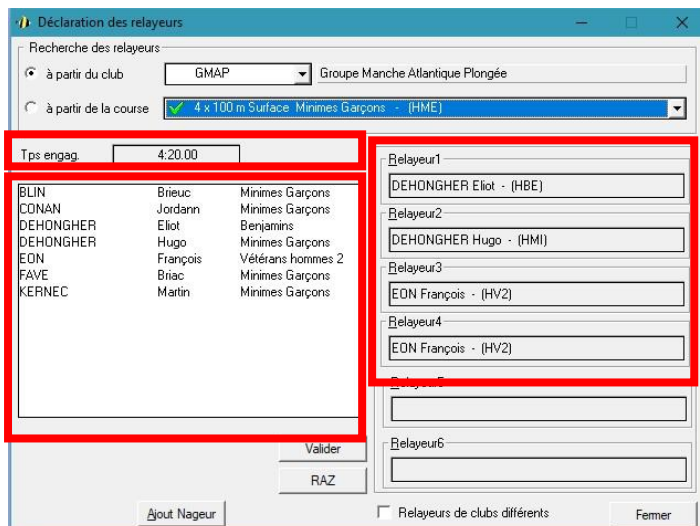 Déclaration des relayeurs
Recherche des relayeurs
à partir du club GMAP Groupe Manche Atlantique Plongée
à partir de la course 4 x 100 m Surface Minimes Garçons - (HME)
Tps engag. 4:20.00
BLIN Brieuc Minimes Garçons
CONAN Jordann Minimes Garçons
DEHONGHER Eliot Benjamins
DEHONGHER Hugo Minimes Garçons
EON François Vétérans hommes 2
FAVE Briac Minimes Garçons
KERNEC Martin Minimes Garçons
Relayeur1
DEHONGHER Eliot - (HBE)
Relayeur2
DEHONGHER Hugo - (HMI)
Relayeur3
EON François - (HV2)
Relayeur4
EON François - (HV2)
Relayeur5
Relayeur6
Valider
RAZ
Ajout Nageur
Relayeurs de clubs différents
Fermer